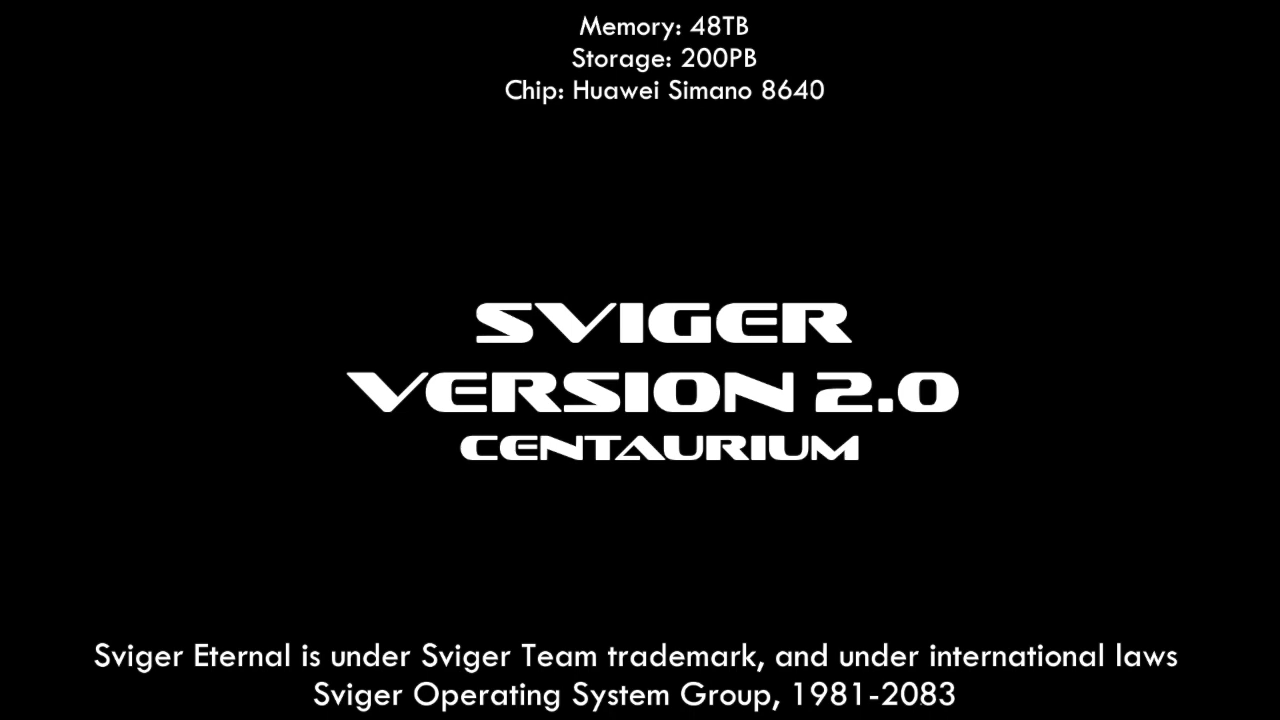 Memory: 48TB
Storage: 200PB
Chip: Huawei Simano 8640
SVIGER
VERSION 2.0
CENTAURIUM
Sviger Eternal is under Sviger Team trademark, and under international laws
Sviger Operating System Group, 1981-2083